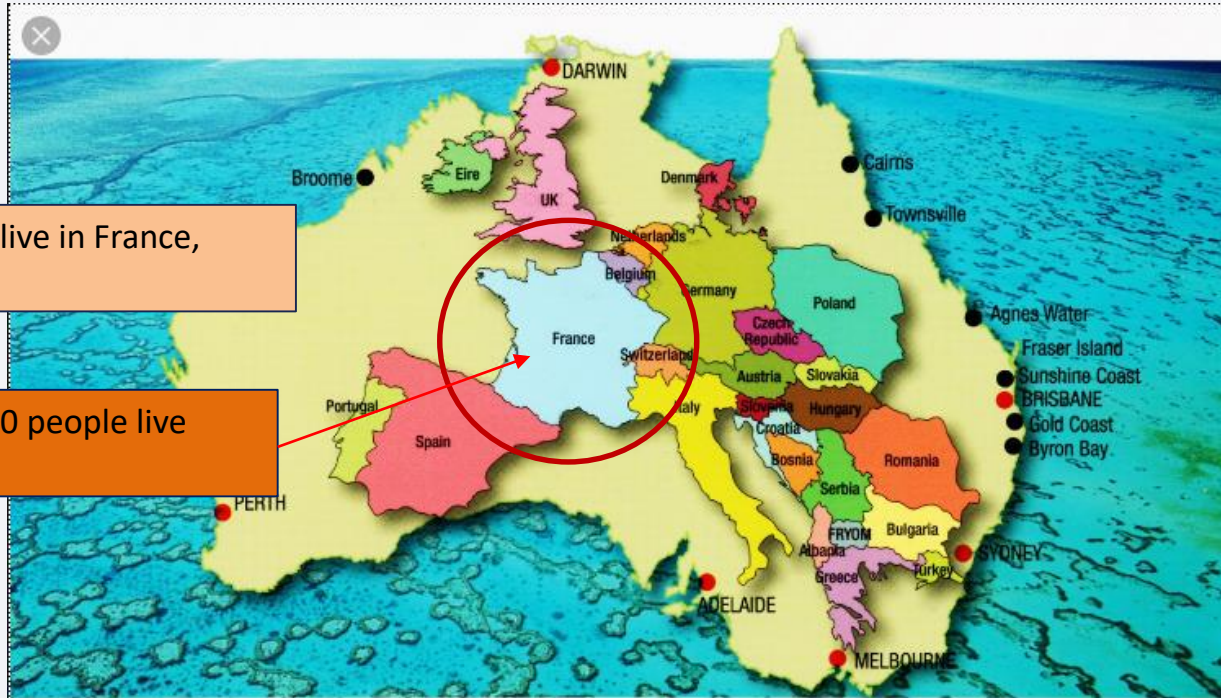 DARWIN
Broome
Eire
UK
Denmark
Cairns
Townsville
live in France,
Netherlands
Belgium
Germany
Poland
Agnes Water
Czech
Republic
France
Switzerland
Fraser Island
Austria
Slovakia
Sunshine Coast
BRISBANE
Portugal
Italy
Slovenia
Hungary
Gold Coast
0 people live
Spain
Croatia
Byron Bay
Bosnia
Romania
Serbia
PERTH
FRYOM
Bulgaria
Albania
SYDNEY
Greece
Turkey
ADELAIDE
MELBOURNE